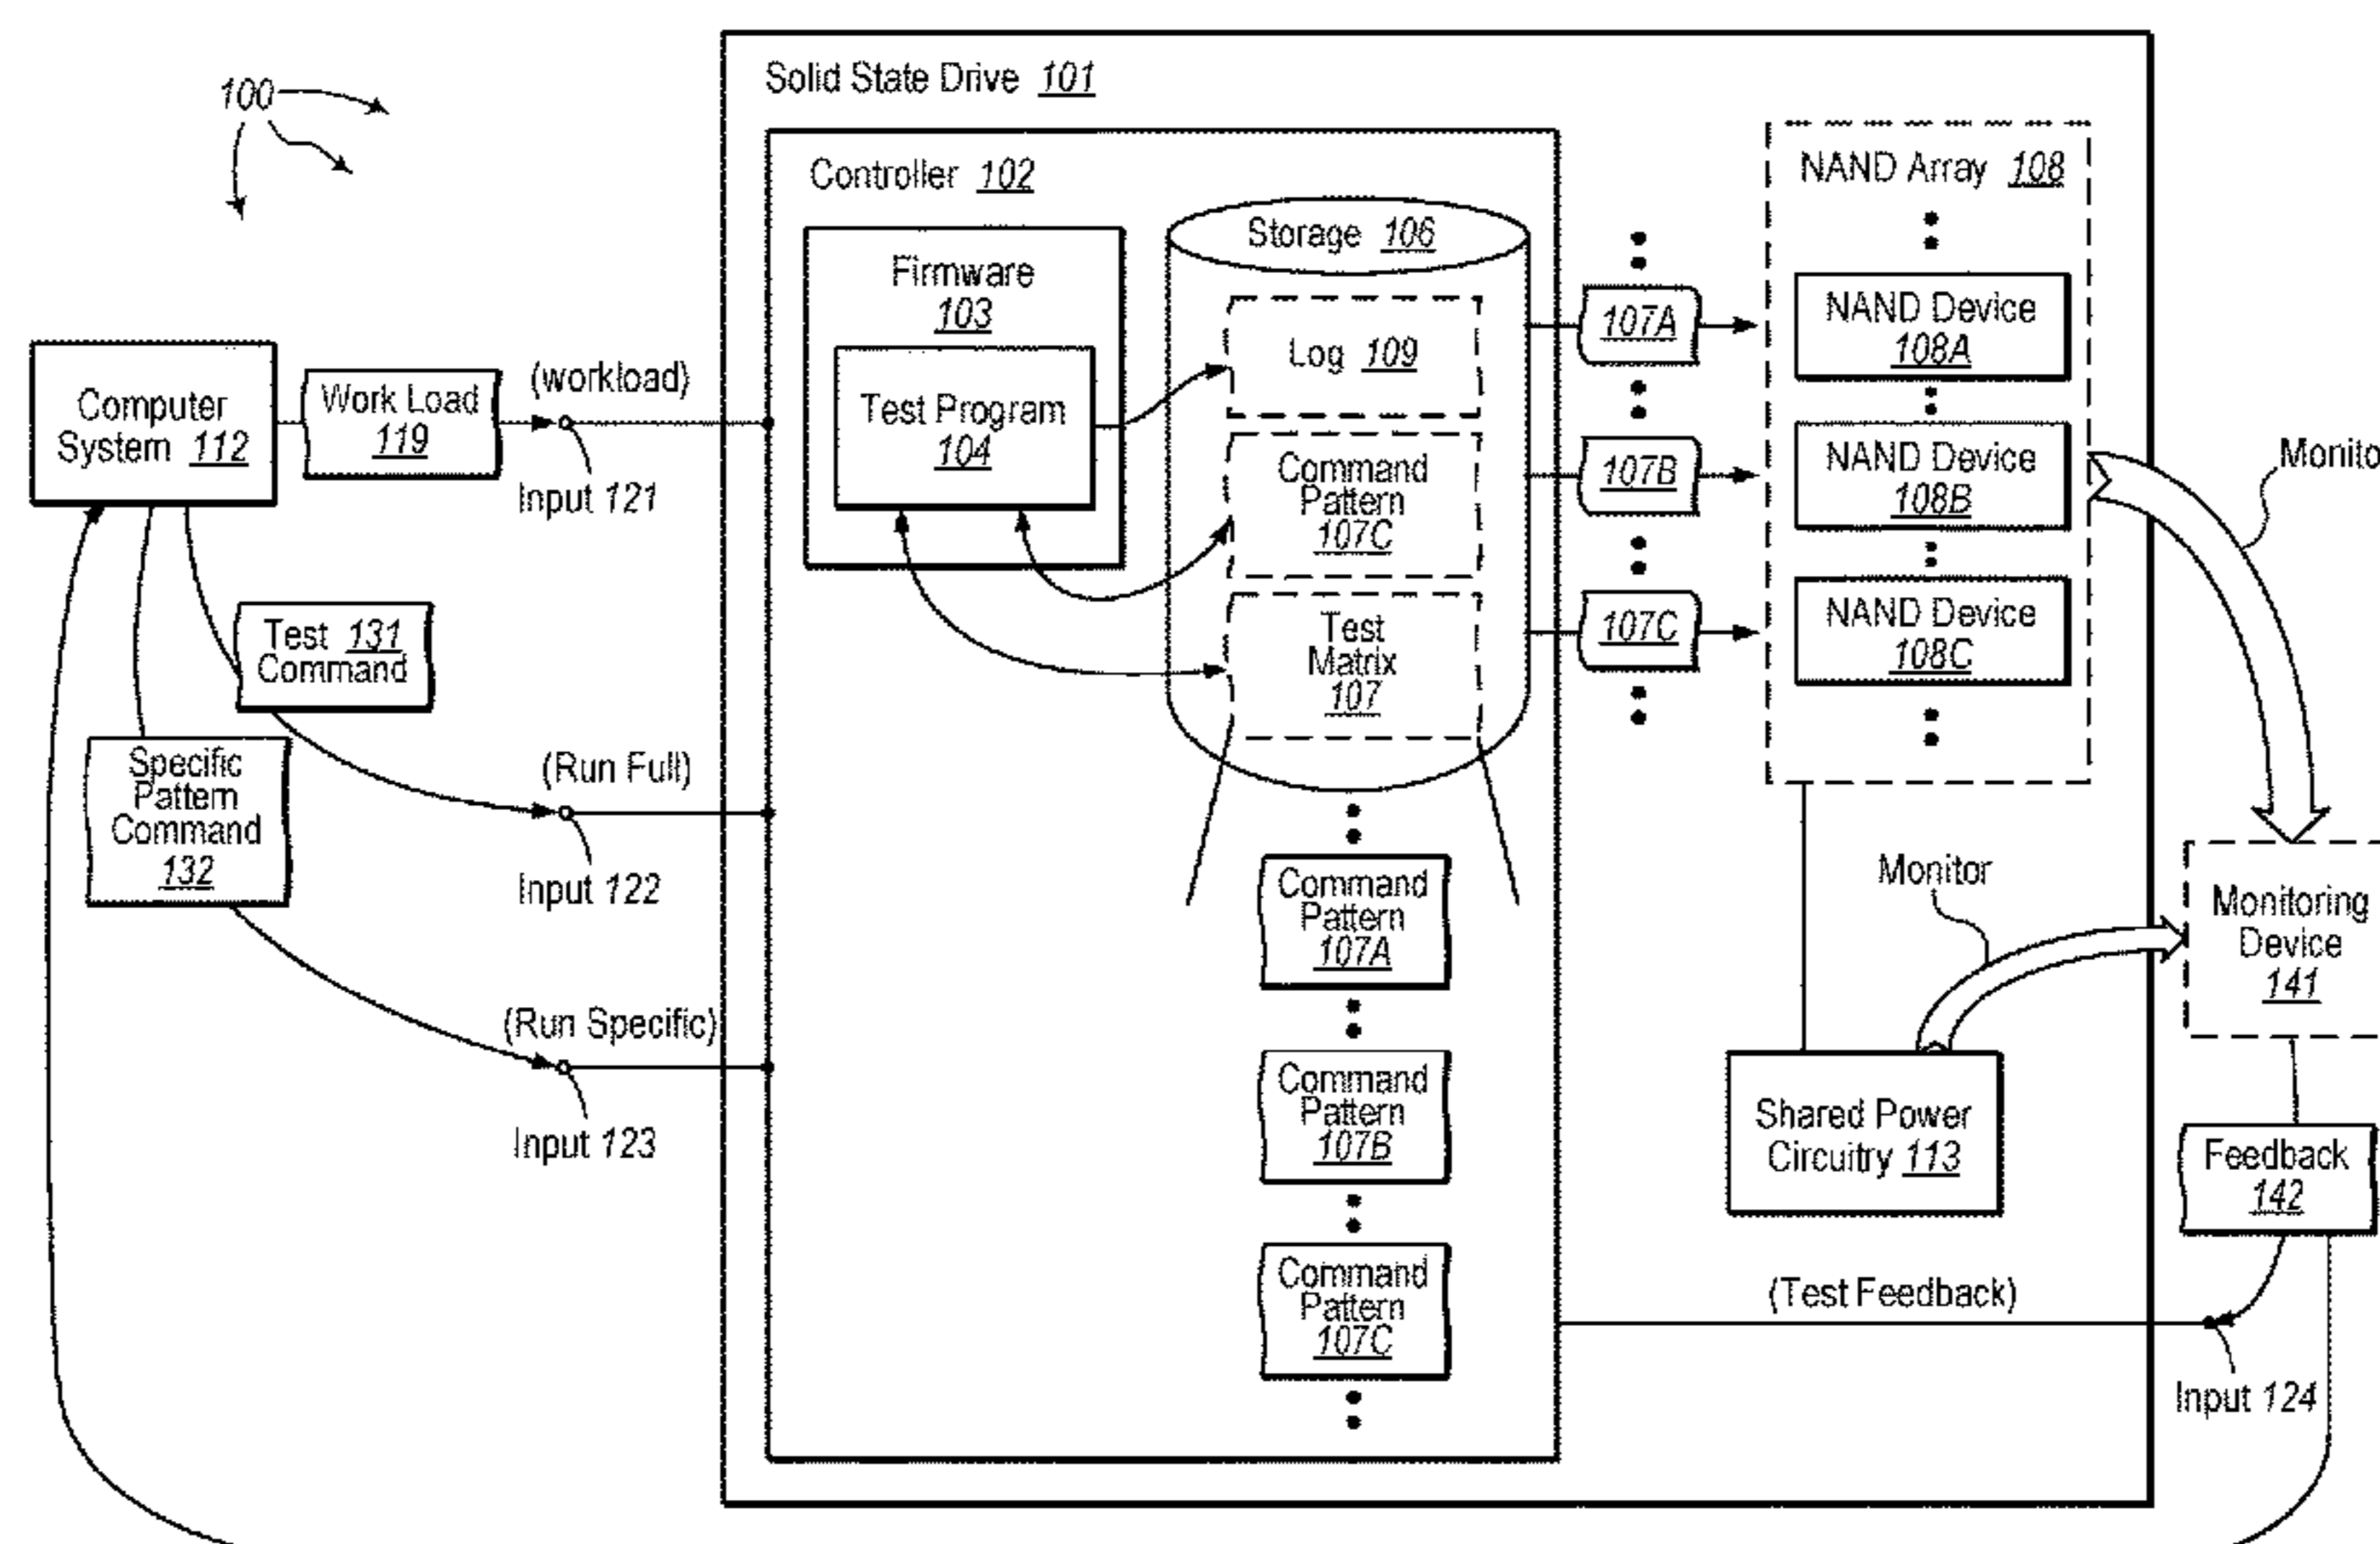 100
Solid State Drive 101
Controller 102
Firmware
103
Test Program
104
Storage 106
Log 109
Command
Pattern
107C
Test
Matrix
107
Command
Pattern
107A
Command
Pattern
107B
Command
Pattern
107C
107A
107B
107C
NAND Array 108
NAND Device
108A
NAND Device
108B
NAND Device
108C
Computer
System 112
Work Load
119
(workload)
Input 121
Test 131
Command
(Run Full)
Input 122
Specific
Pattern
Command
132
(Run Specific)
Input 123
Monito
Monitor
Monitoring
Device
141
Shared Power
Circuitry 113
Feedback
142
(Test Feedback)
Input 124